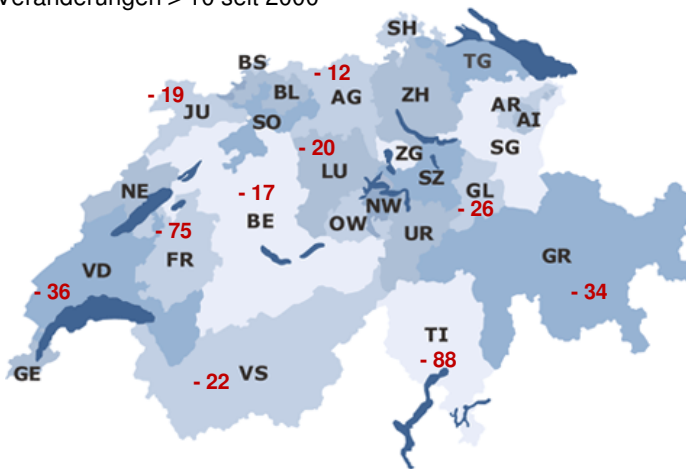 Veränderungen > 10 seit 2000
SH
BS
TG
- 12
- 19
BL
AG
ZH
AR
JU
AI
SO
- 20
ZG
SG
LU
SZ
NE
- 17
GL
NW
- 26
BE
OW
- 75
UR
FR
GR
VD
- 36
- 34
TI
- 88
GE
VS
- 22